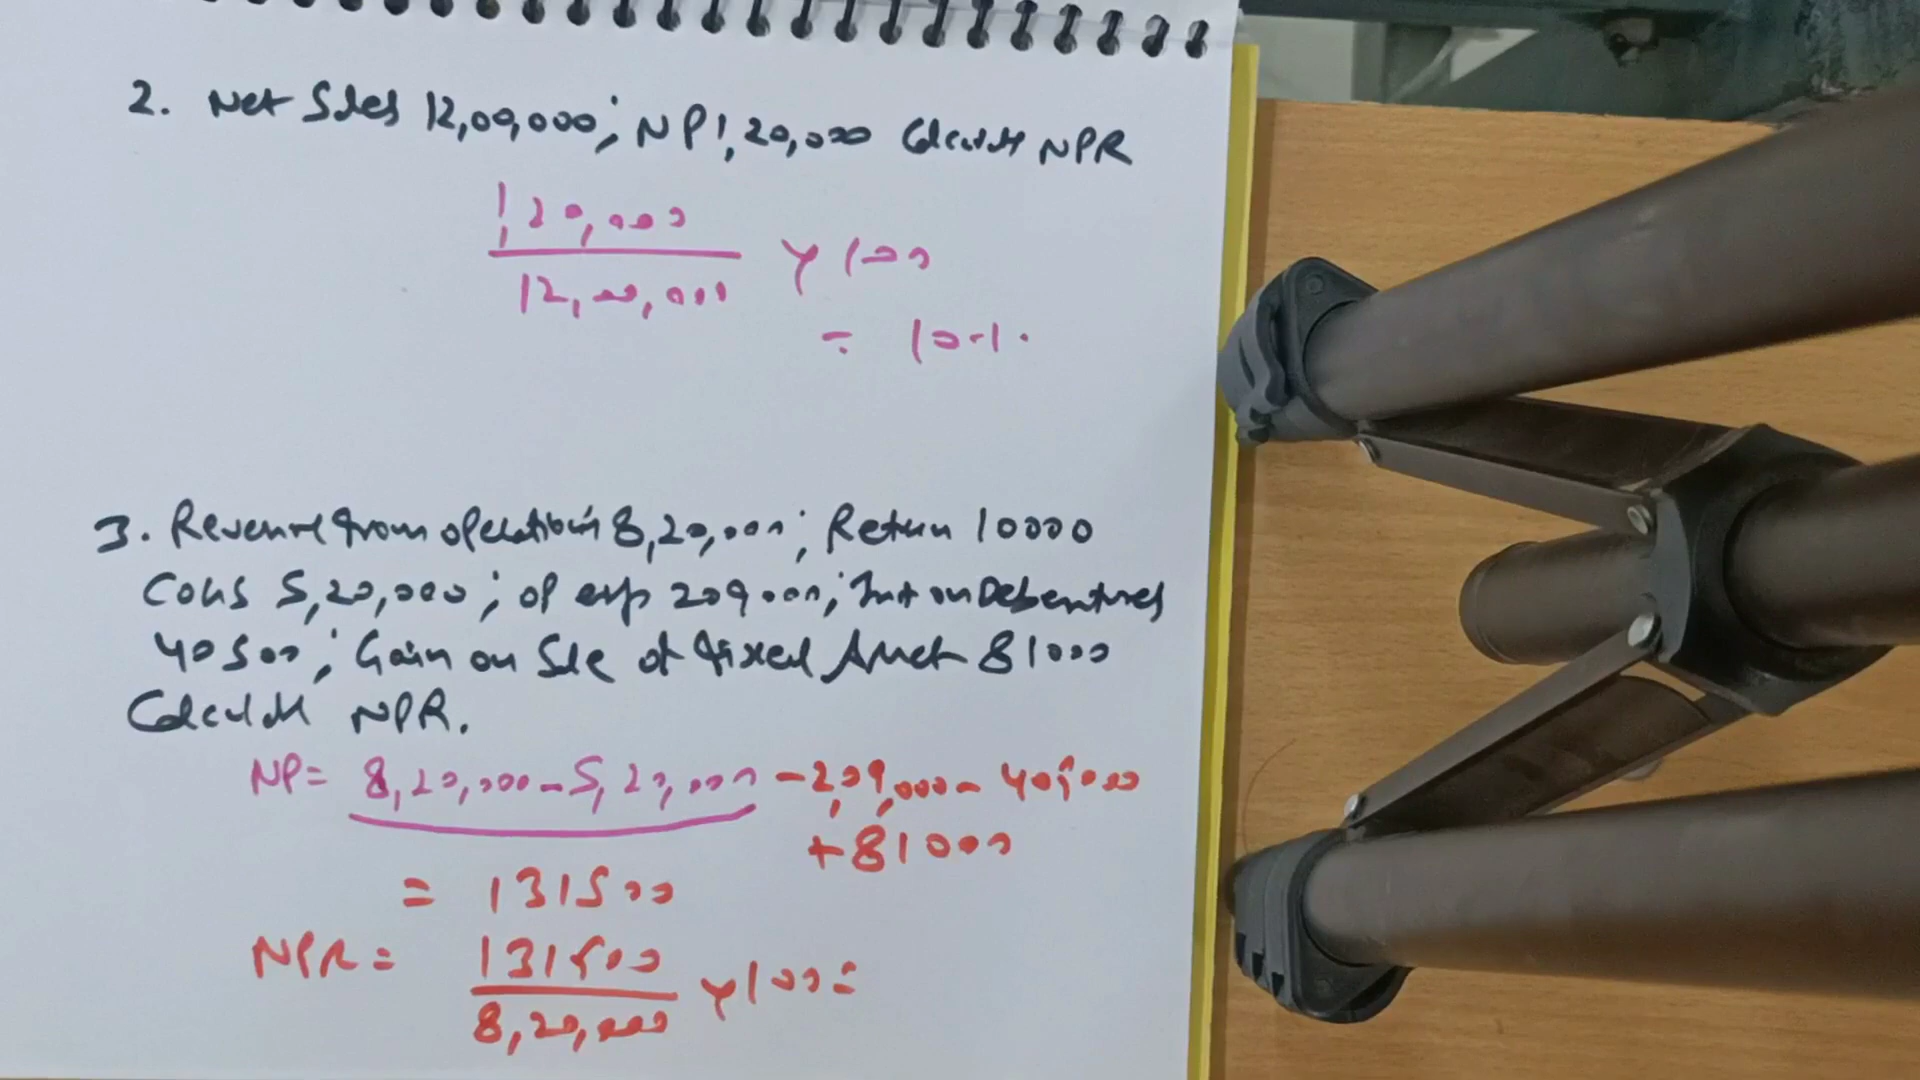 2. Net Sales 12,00,000; NP 1,20,000 Calculate NPR
1,20,000
12,00,000
x 100
= 10%.
3. Revenue from operations 8,20,000; Return 10000
COGS 5,20,000; op exp 209000; Int on Debentures
40500; Gain on Sale of fixed Asset 81000
Calculate NPR.
NP = 8,20,000 - 5,20,000 - 2,09,000 - 40,500
+ 81000
= 131500
NPR = 131500
8,20,000
x 100 =